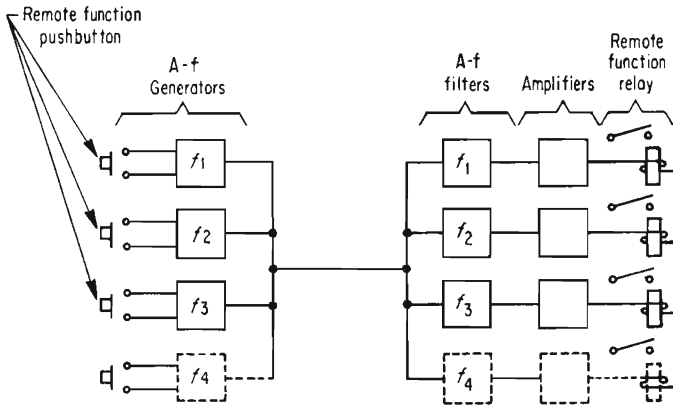 Remote function
pushbutton
A-f
Generators
A-f
filters
Amplifiers
Remote
function
relay
f1
f1
f2
f2
f3
f3
f4
f4